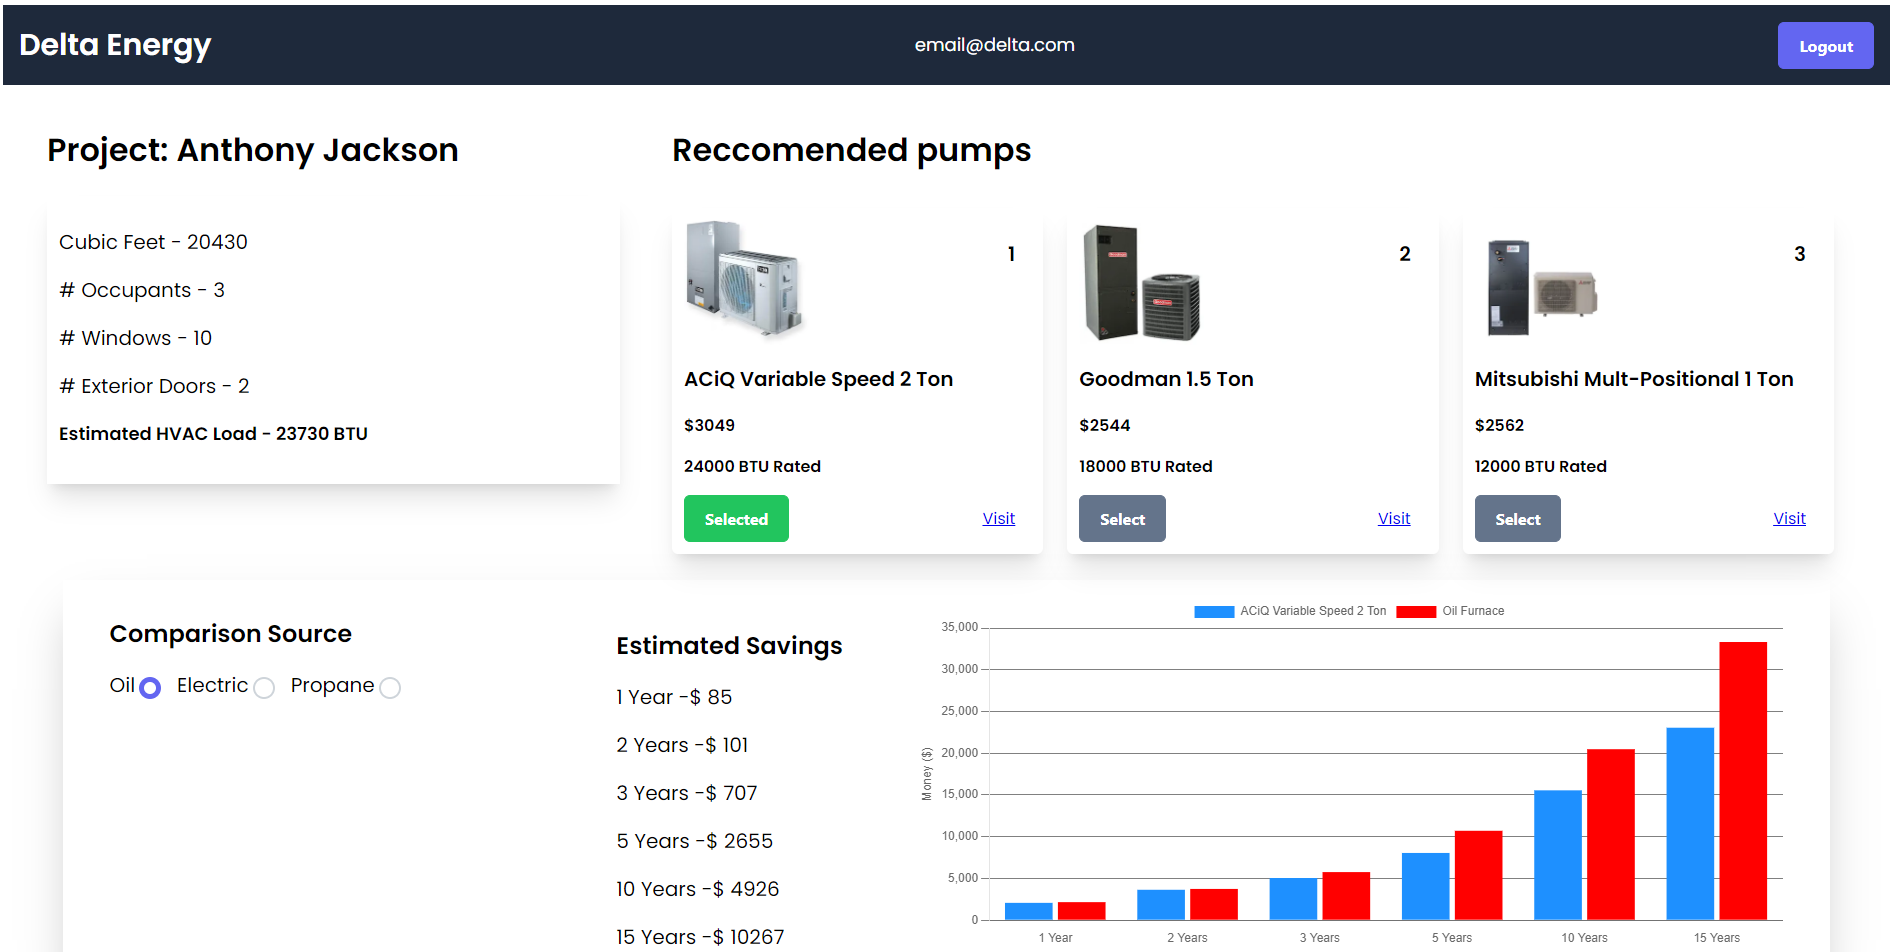 Delta Energy
email@delta.com
Logout
Project: Anthony Jackson
Cubic Feet - 20430
# Occupants - 3
# Windows - 10
# Exterior Doors - 2
Estimated HVAC Load - 23730 BTU
Reccomended pumps
1
ACiQ Variable Speed 2 Ton
$3049
24000 BTU Rated
Selected
Visit
2
Goodman 1.5 Ton
$2544
18000 BTU Rated
Select
Visit
3
Mitsubishi Mult-Positional 1 Ton
$2562
12000 BTU Rated
Select
Visit
Comparison Source
Oil Electric Propane
Estimated Savings
1 Year -$ 85
2 Years -$ 101
3 Years -$ 707
5 Years -$ 2655
10 Years -$ 4926
15 Years -$ 10267
ACiQ Variable Speed 2 Ton Oil Furnace
Money ($)
35,000
30,000
25,000
20,000
15,000
10,000
5,000
0
1 Year 2 Years 3 Years 5 Years 10 Years 15 Years